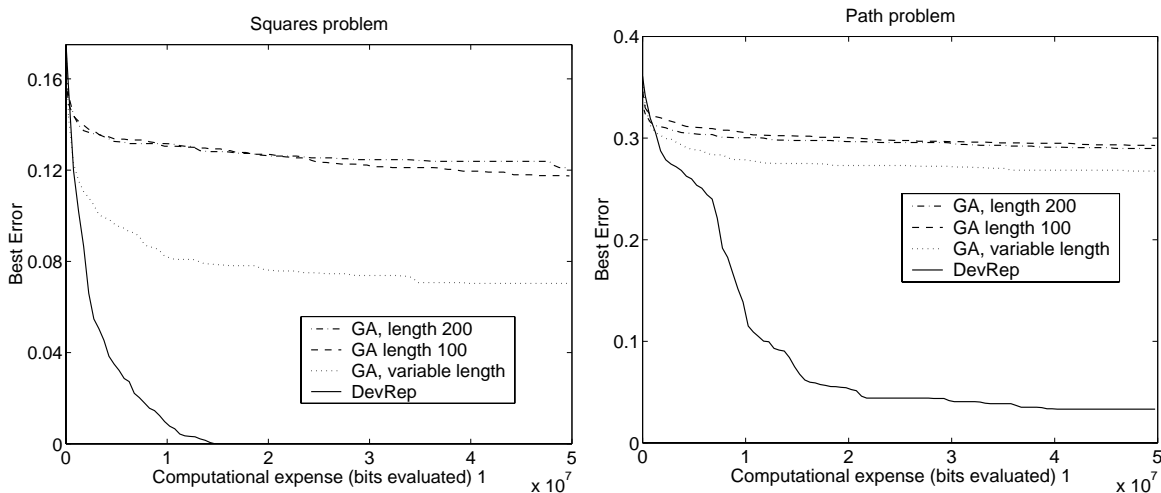 Squares problem
0.16
0.12
0.08
0.04
0
Best Error
GA, length 200
GA length 100
GA, variable length
DevRep
0 1 2 3 4 5
Computational expense (bits evaluated) 1
x 10^7
Path problem
0.4
0.3
0.2
0.1
0
Best Error
GA, length 200
GA length 100
GA, variable length
DevRep
0 1 2 3 4 5
Computational expense (bits evaluated) 1
x 10^7